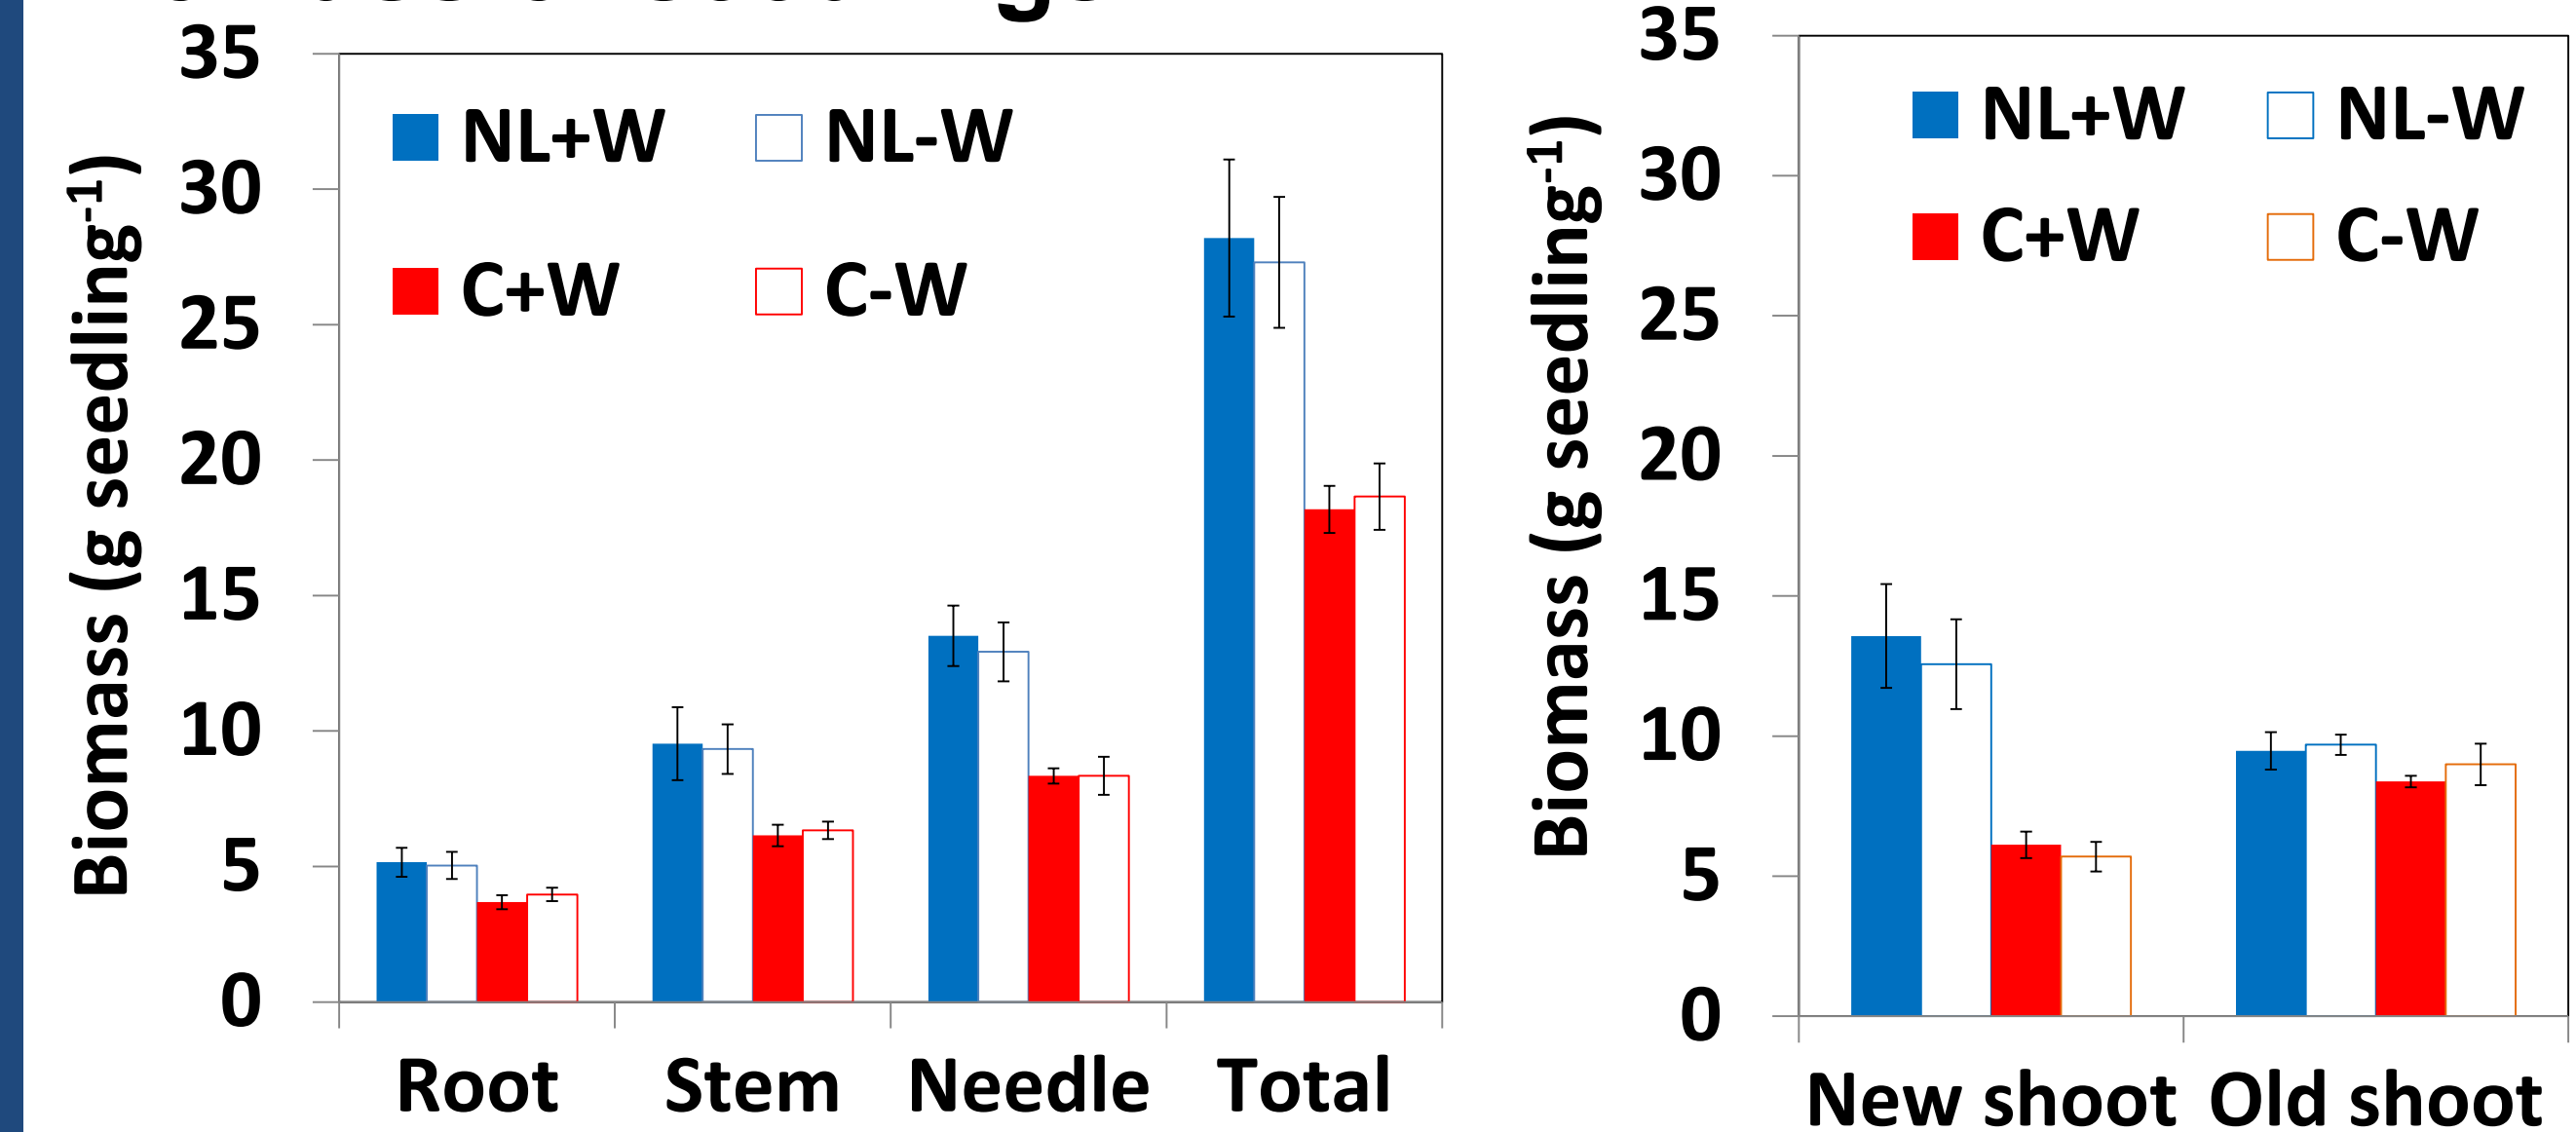 35
30
25
20
15
10
5
0
Biomass (g seedling⁻¹)
NL+W NL-W
C+W C-W
Root Stem Needle Total
35
30
25
20
15
10
5
0
Biomass (g seedling⁻¹)
NL+W NL-W
C+W C-W
New shoot Old shoot